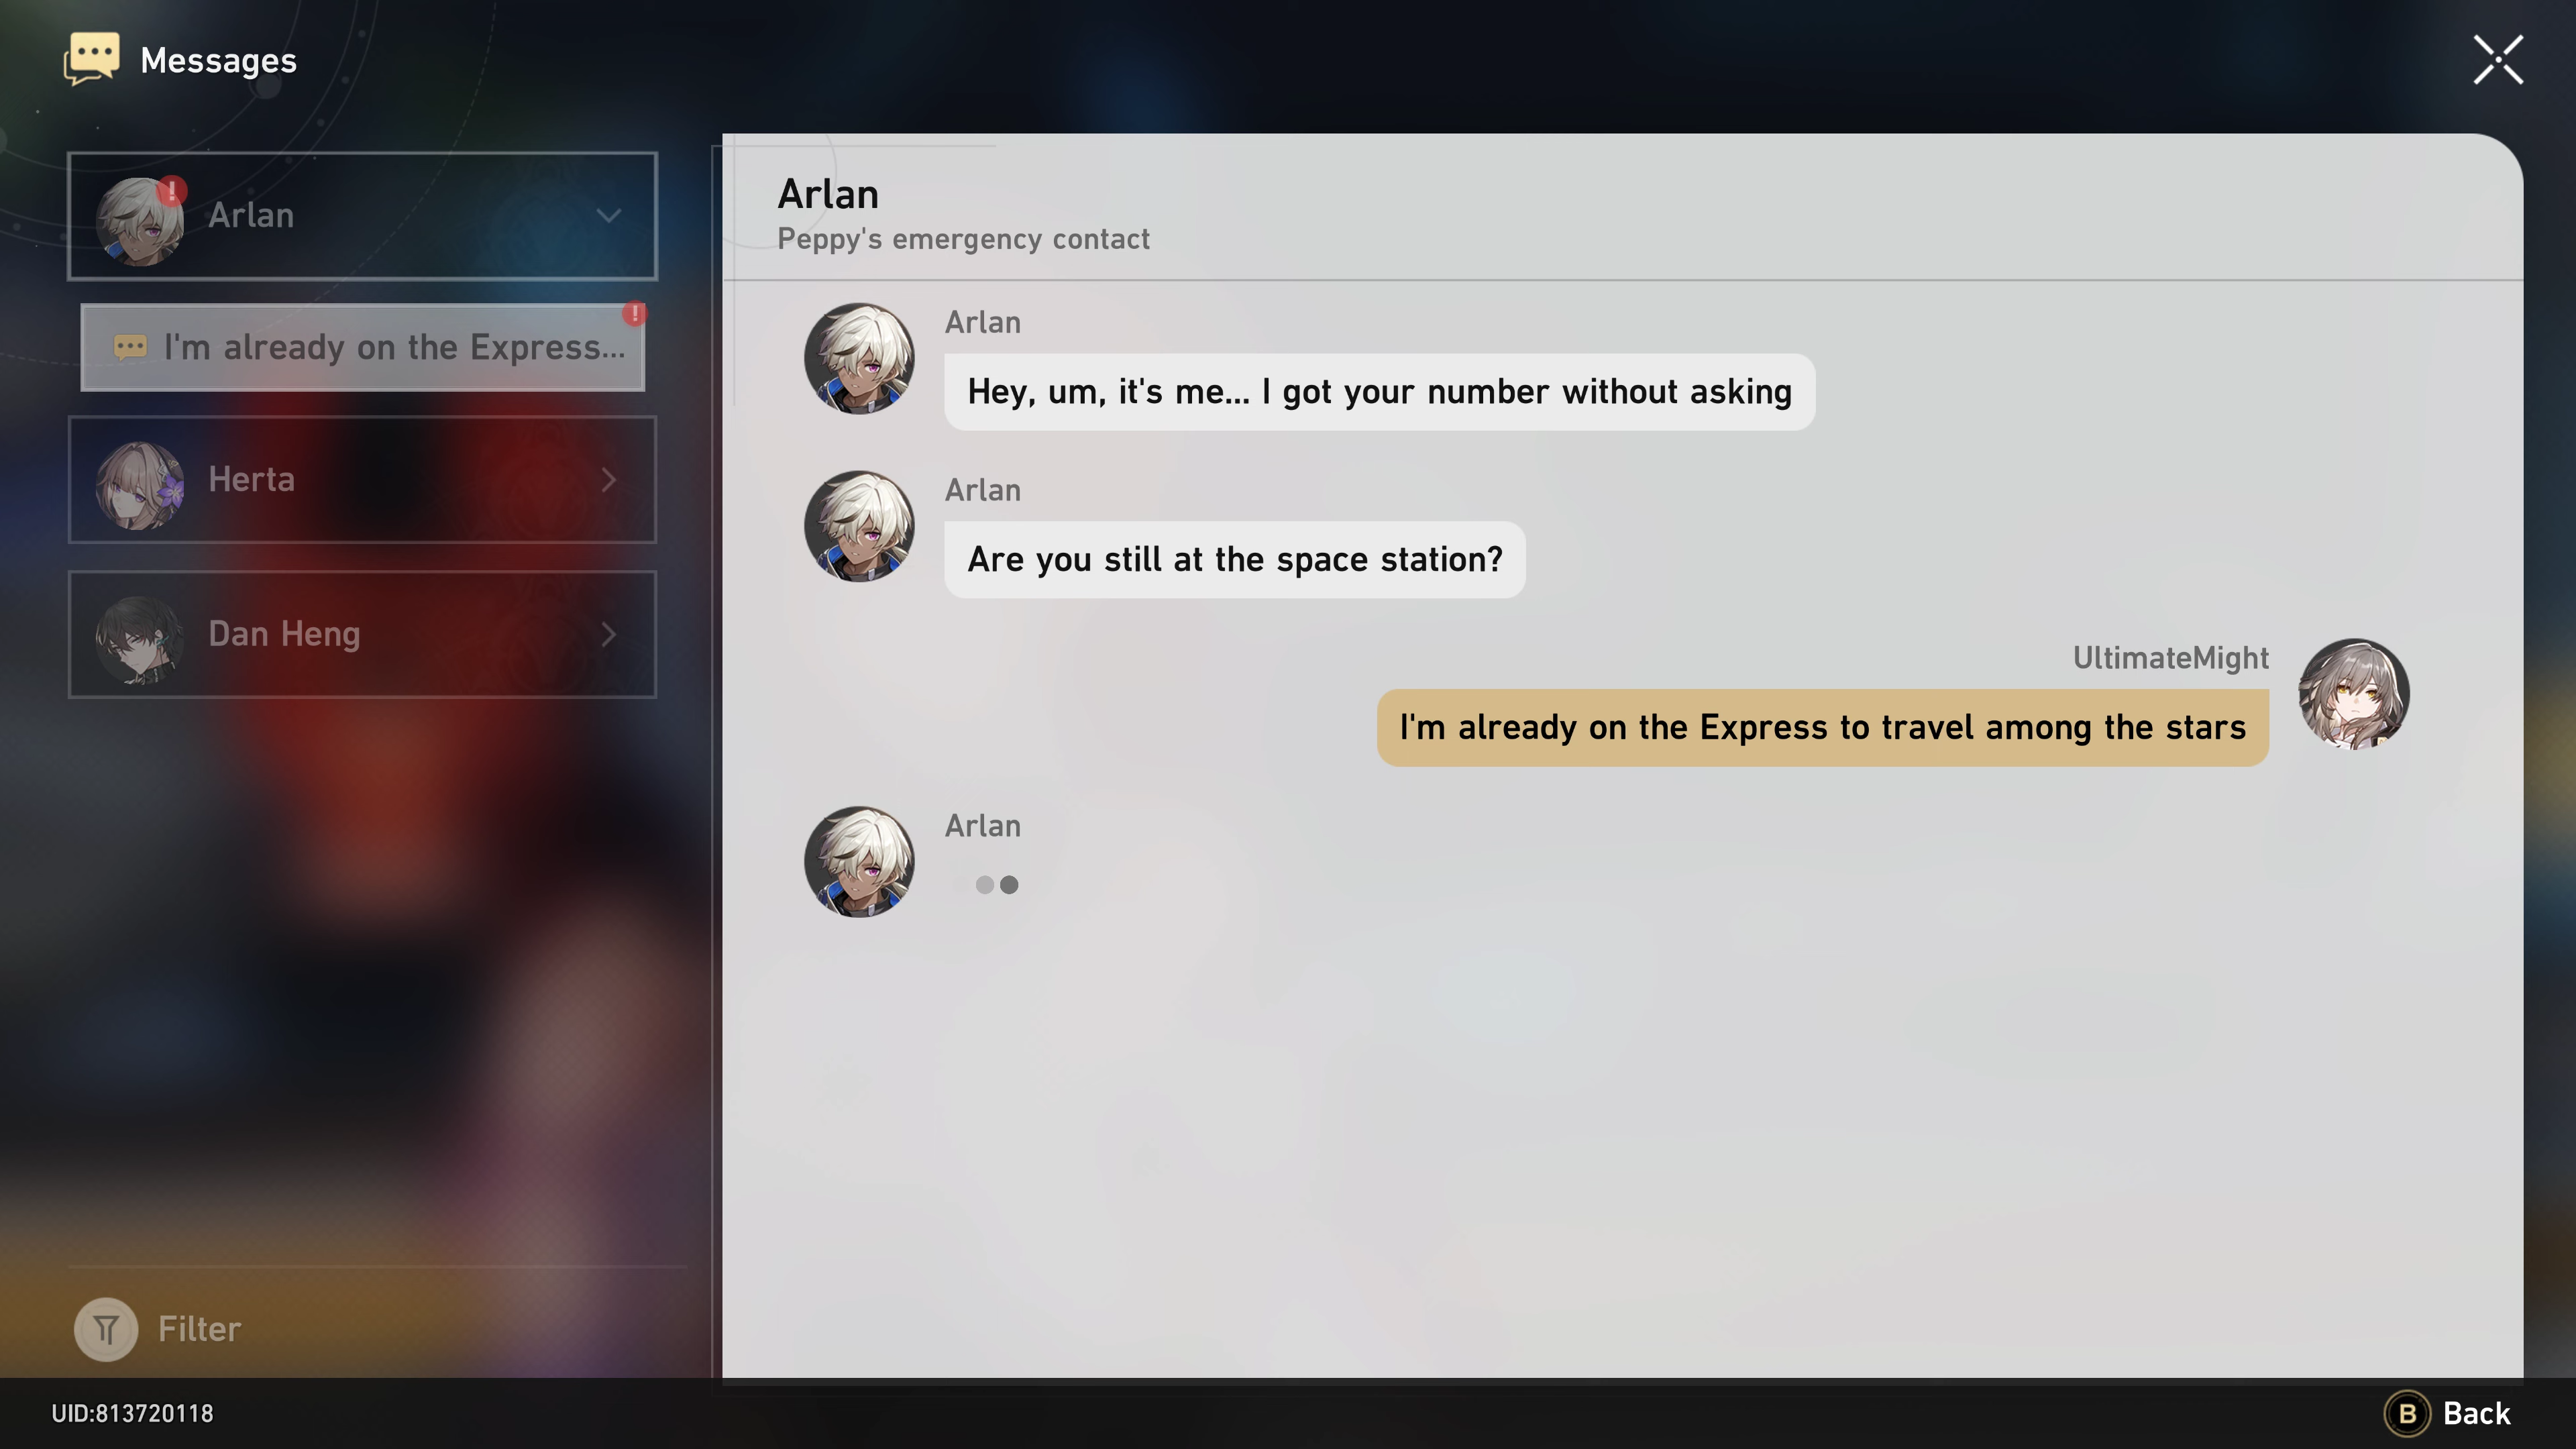 Messages
Arlan
I'm already on the Express...
Herta
Dan Heng
Filter
Arlan
Peppy's emergency contact
Arlan
Hey, um, it's me... I got your number without asking
Arlan
Are you still at the space station?
UltimateMight
I'm already on the Express to travel among the stars
Arlan
UID:813720118
B Back